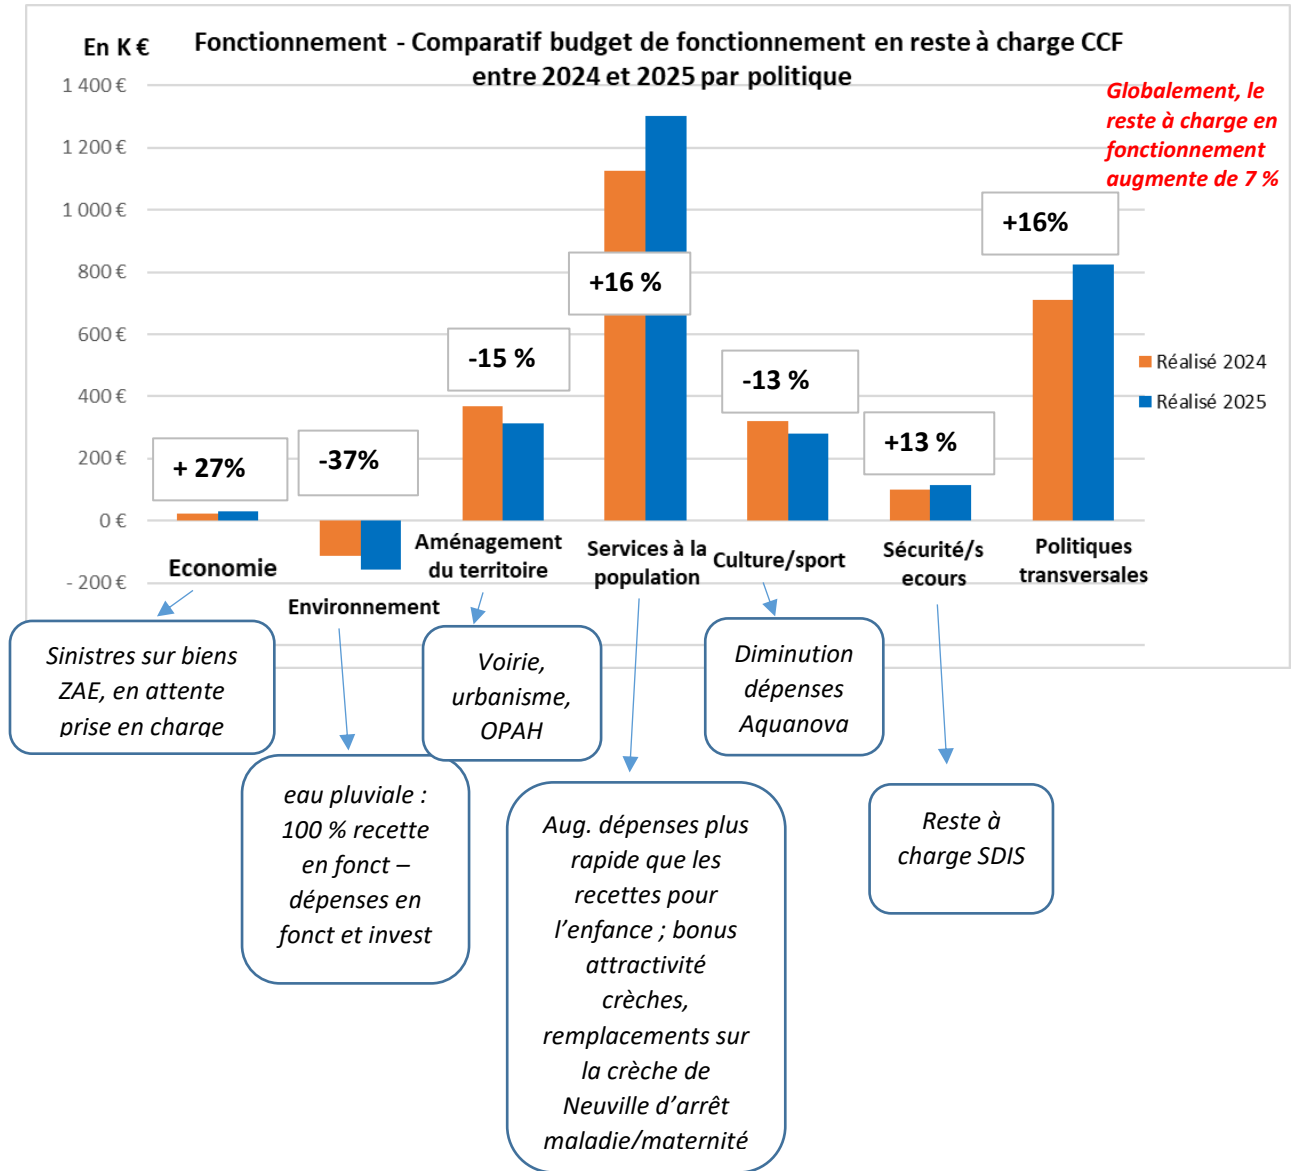 En K €
Fonctionnement - Comparatif budget de fonctionnement en reste à charge CCF
entre 2024 et 2025 par politique
Globalement, le
reste à charge en
fonctionnement
augmente de 7 %
1 400 €
1 200 €
1 000 €
800 €
600 €
400 €
200 €
0 €
- 200 €
+ 27%
-37%
-15 %
+16 %
-13 %
+13 %
+16%
Réalisé 2024
Réalisé 2025
Economie
Environnement
Aménagement
du territoire
Services à la
population
Culture/sport
Sécurité/s
ecours
Politiques
transversales
Sinistres sur biens
ZAE, en attente
prise en charge
eau pluviale :
100 % recette
en fonct –
dépenses en
fonct et invest
Voirie,
urbanisme,
OPAH
Aug. dépenses plus
rapide que les
recettes pour
l’enfance ; bonus
attractivité
crèches,
remplacements sur
la crèche de
Neuville d’arrêt
maladie/maternité
Diminution
dépenses
Aquanova
Reste à
charge SDIS